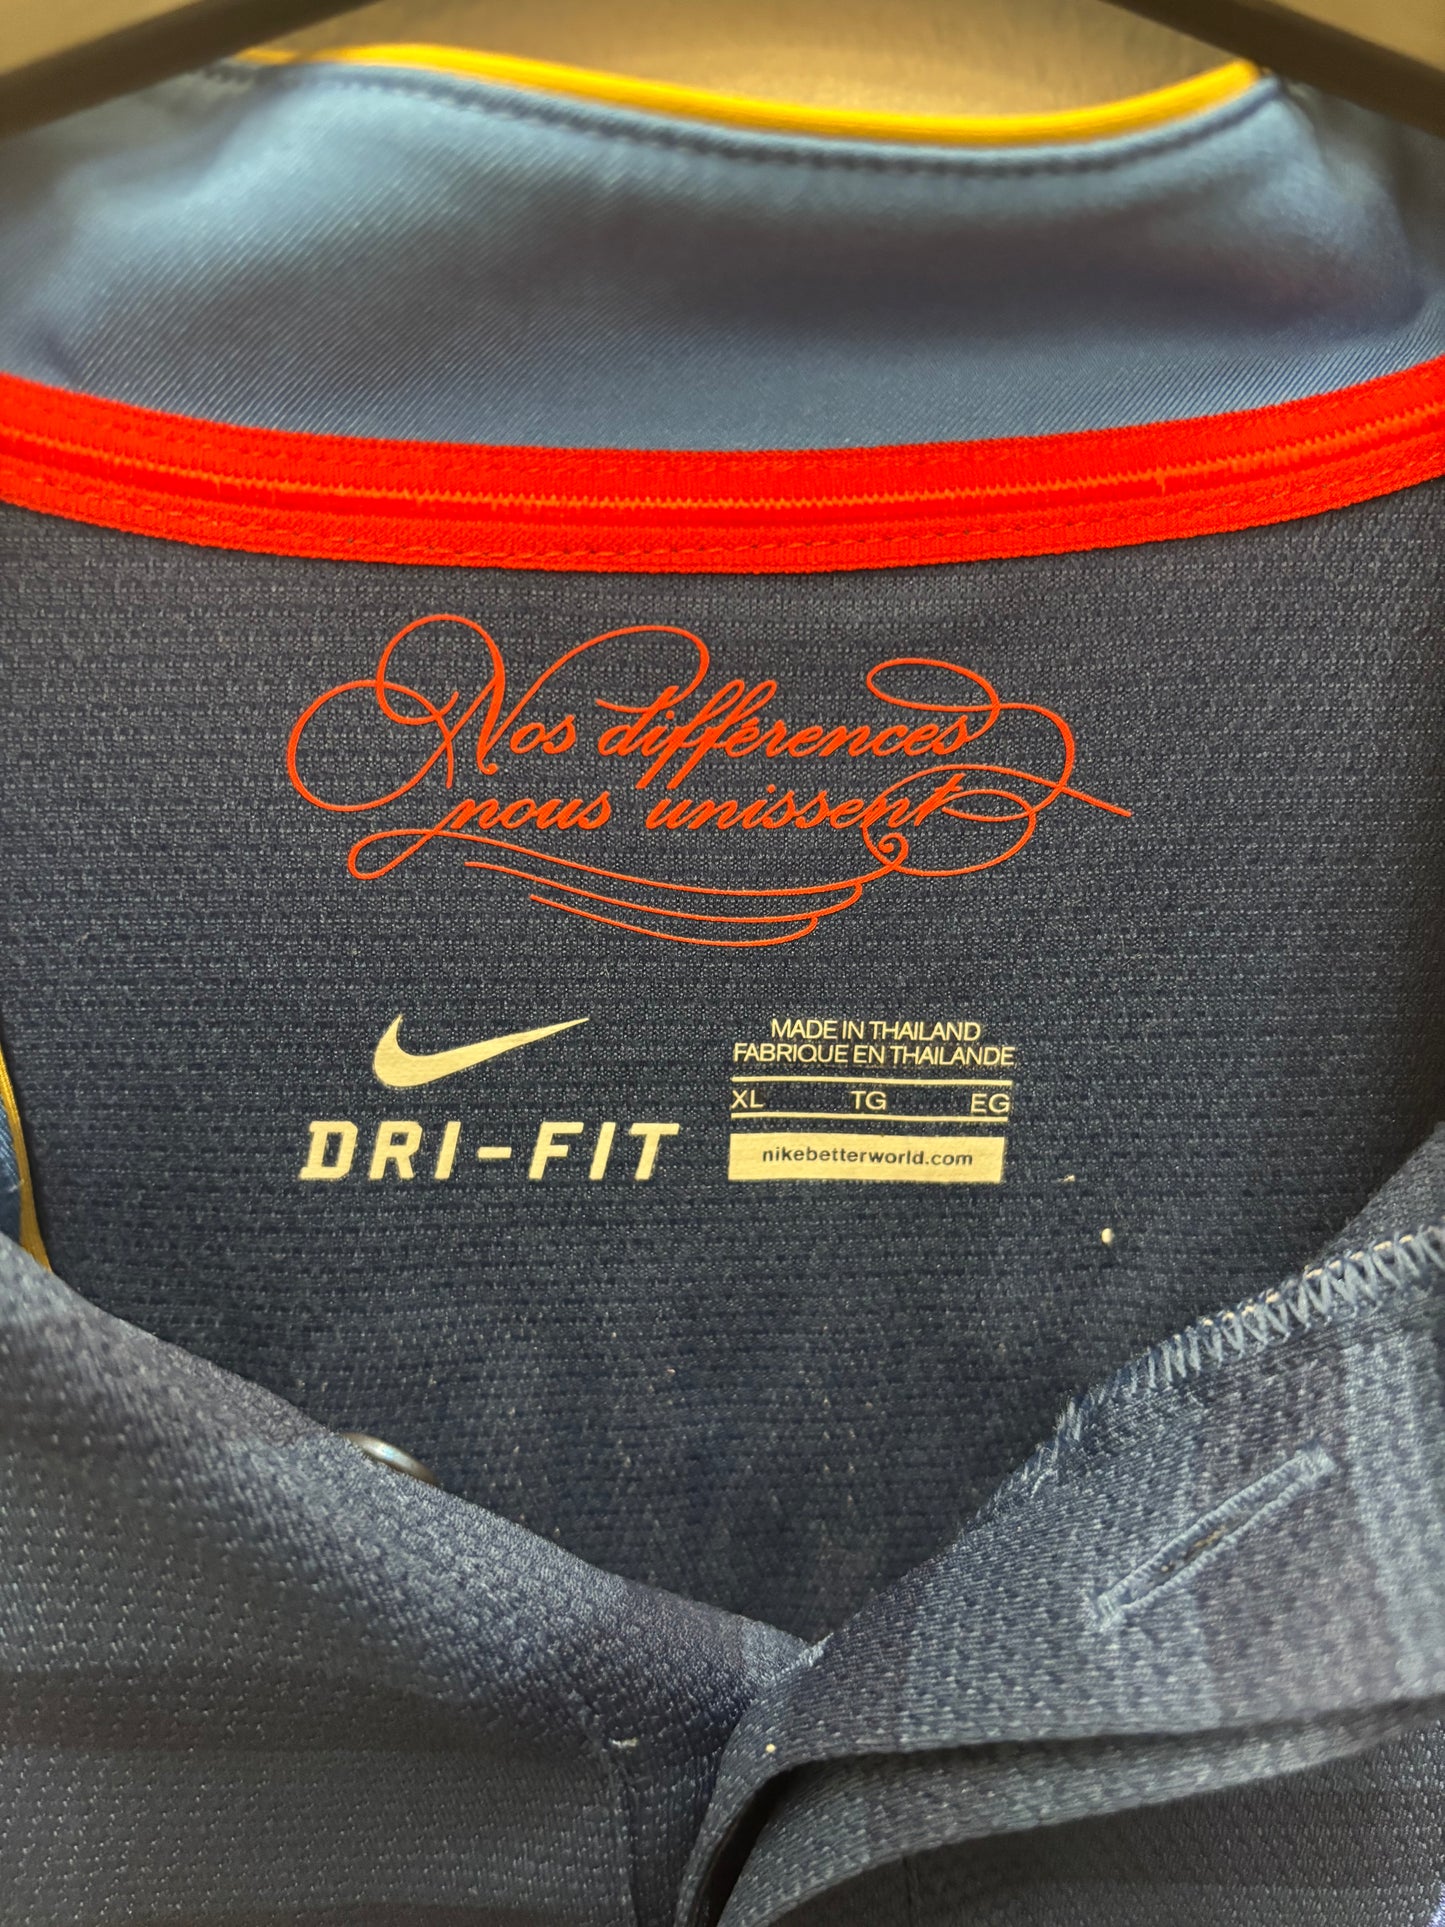 Nos différences
nous unissent
DRI-FIT
MADE IN THAILAND
FABRIQUE EN THAILANDE
XL TG EG
nikebetterworld.com